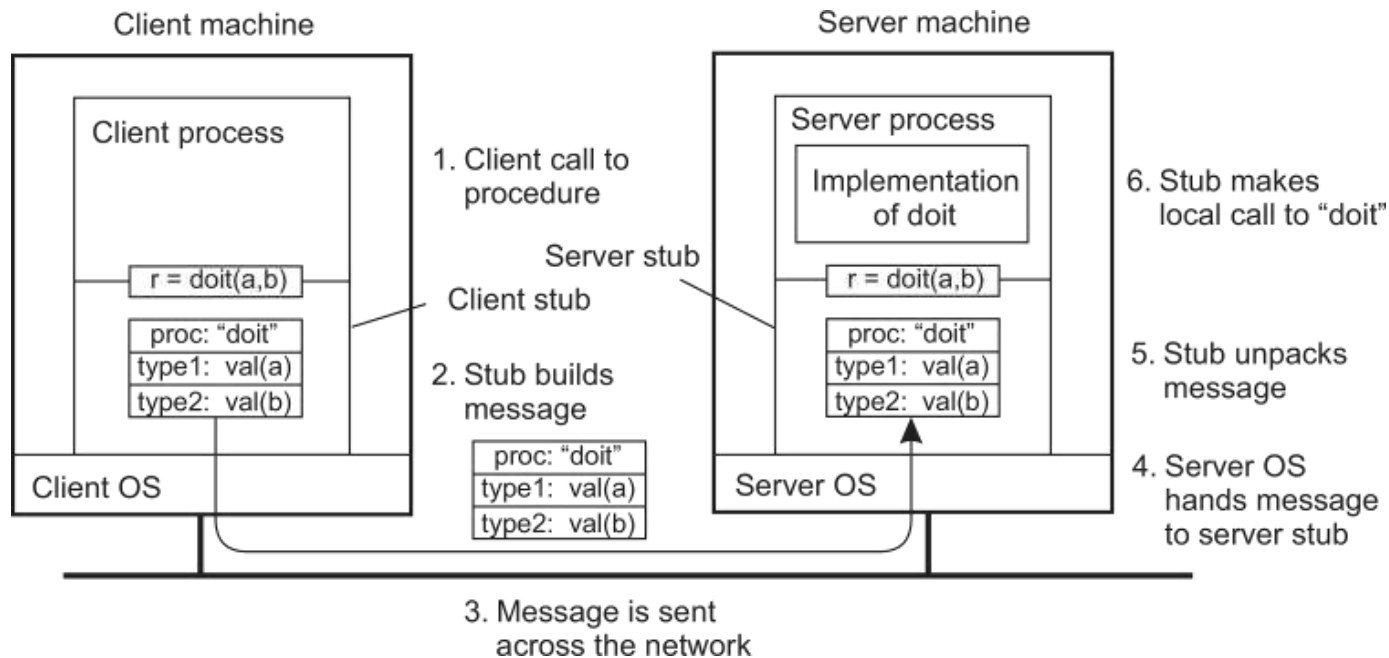 Client machine
Server machine
Client process
Server process
1. Client call to
procedure
Implementation
of doit
6. Stub makes
local call to “doit”
Server stub
r = doit(a,b)
r = doit(a,b)
Client stub
proc: “doit”
type1: val(a)
type2: val(b)
proc: “doit”
type1: val(a)
type2: val(b)
2. Stub builds
message
5. Stub unpacks
message
proc: “doit”
type1: val(a)
type2: val(b)
Client OS
Server OS
4. Server OS
hands message
to server stub
3. Message is sent
across the network